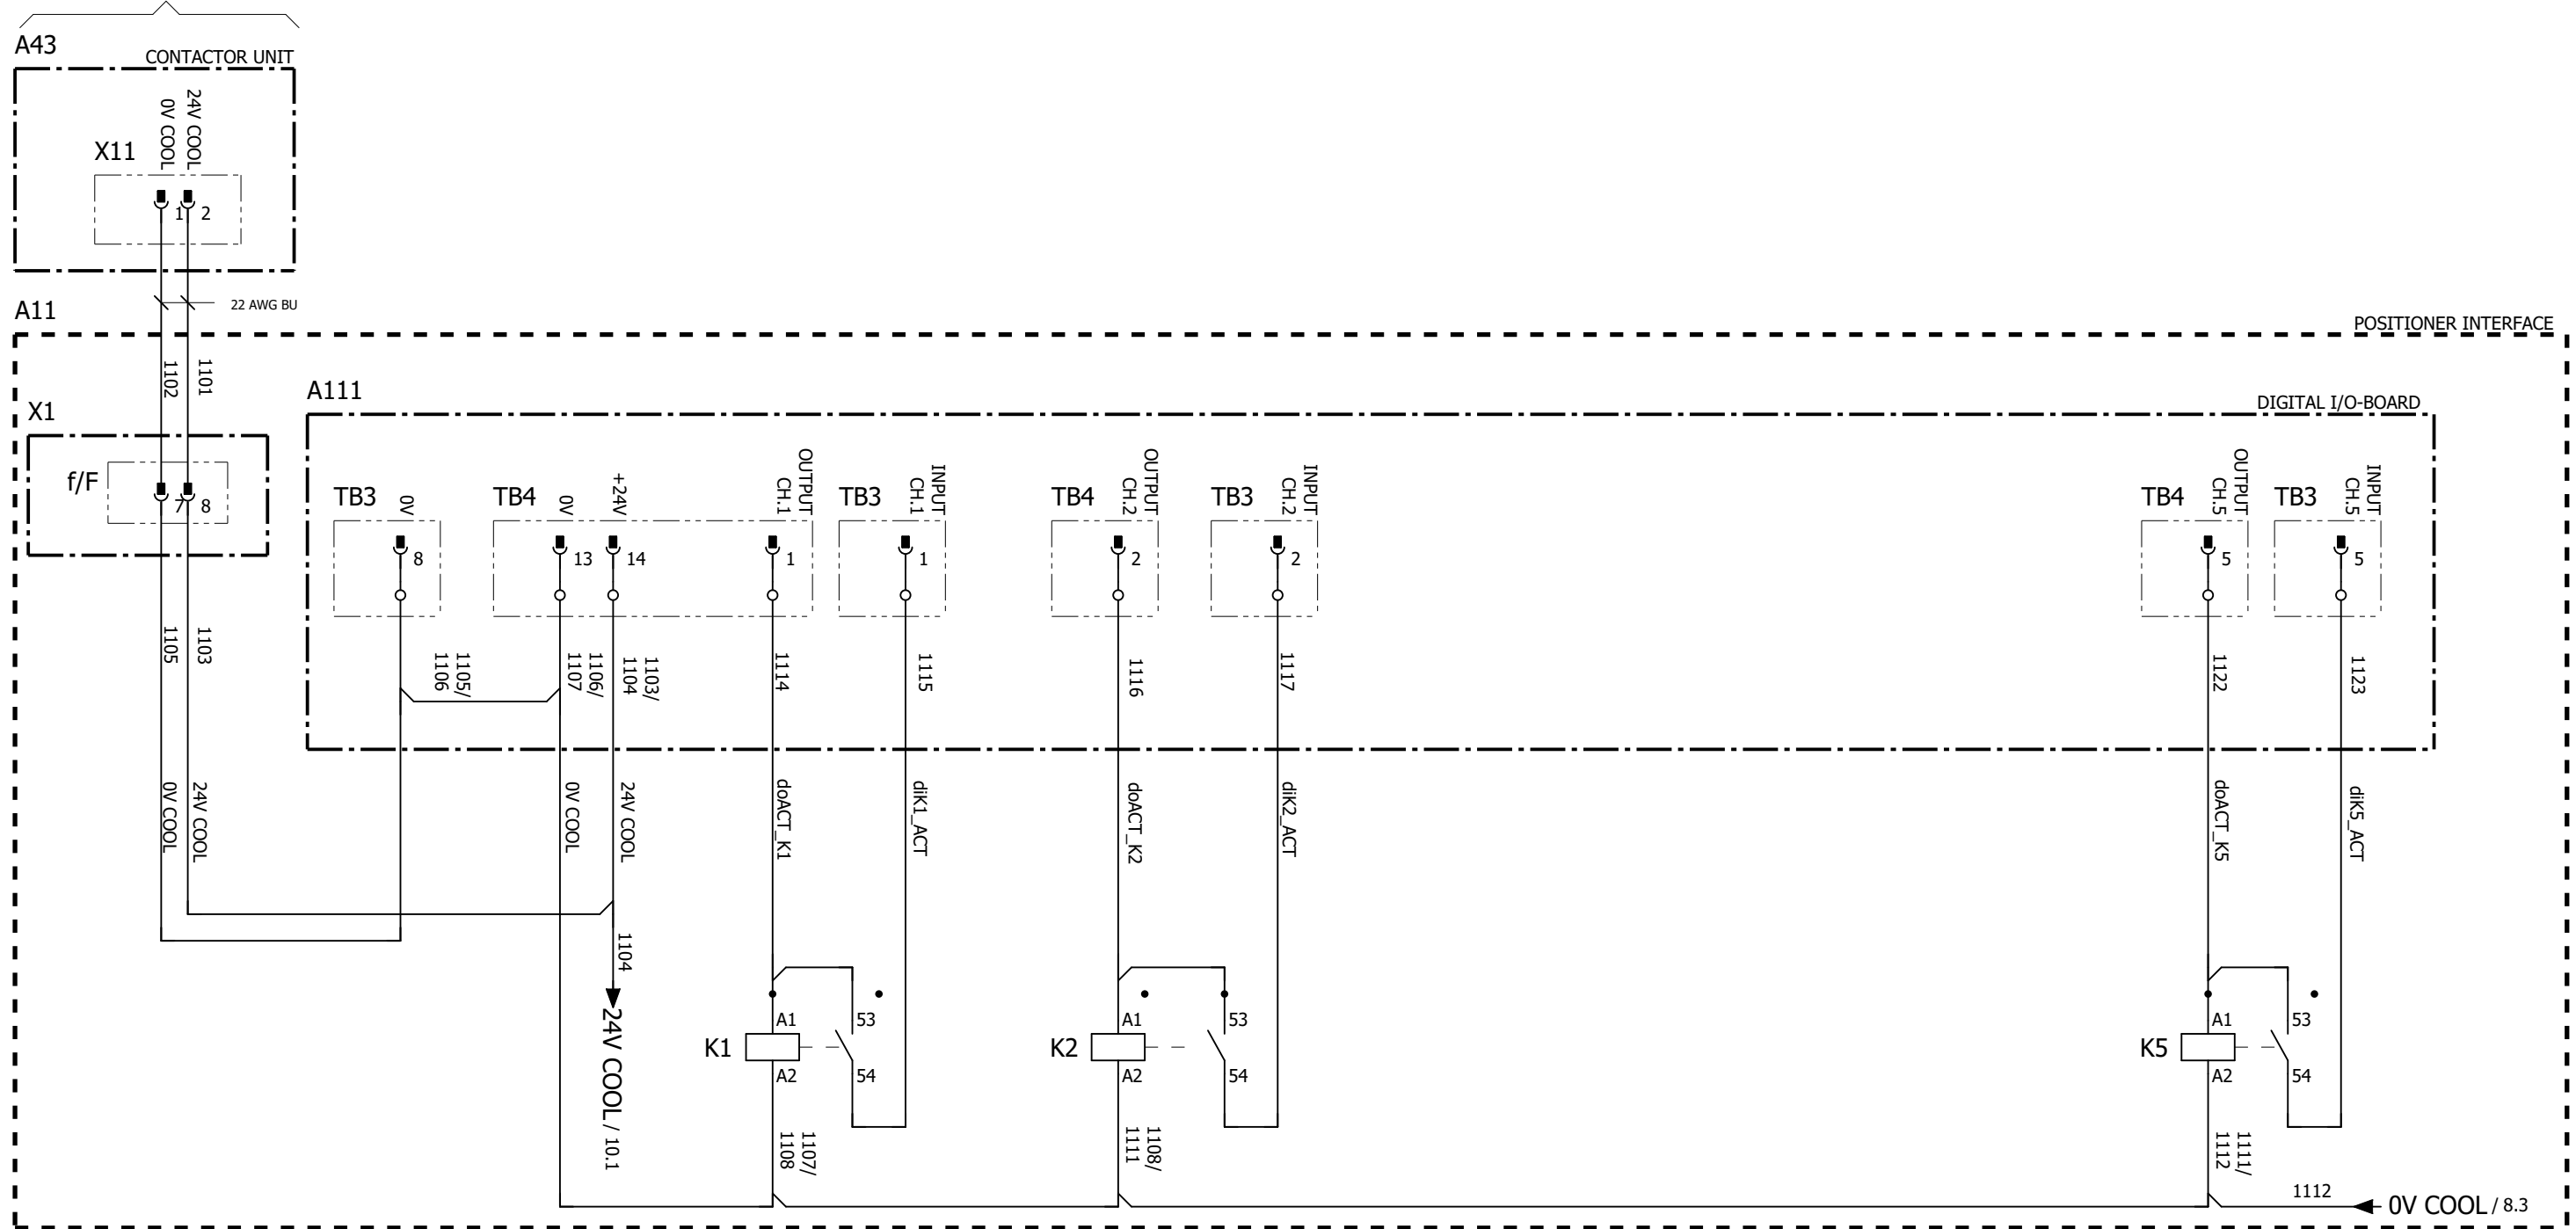 A43
CONTACTOR UNIT
0V COOL
24V COOL
X11
1
2
22 AWG BU
A11
POSITIONER INTERFACE
1102
1101
X1
f/F
7
8
1105
1103
0V COOL
24V COOL
A111
DIGITAL I/O-BOARD
TB3
0V
8
1105/
1106
TB4
0V
+24V
OUTPUT
CH.1
13
14
1
1106/
1107
1103/
1104
1114
TB3
INPUT
CH.1
1
1115
TB4
OUTPUT
CH.2
2
1116
TB3
INPUT
CH.2
2
1117
TB4
OUTPUT
CH.5
5
1122
TB3
INPUT
CH.5
5
1123
0V COOL
24V COOL
doACT_K1
diK1_ACT
doACT_K2
diK2_ACT
doACT_K5
diK5_ACT
1104
24V COOL / 10.1
K1
A1
A2
53
54
1107/
1108
K2
A1
A2
53
54
1108/
1111
K5
A1
A2
53
54
1111/
1112
1112
0V COOL / 8.3